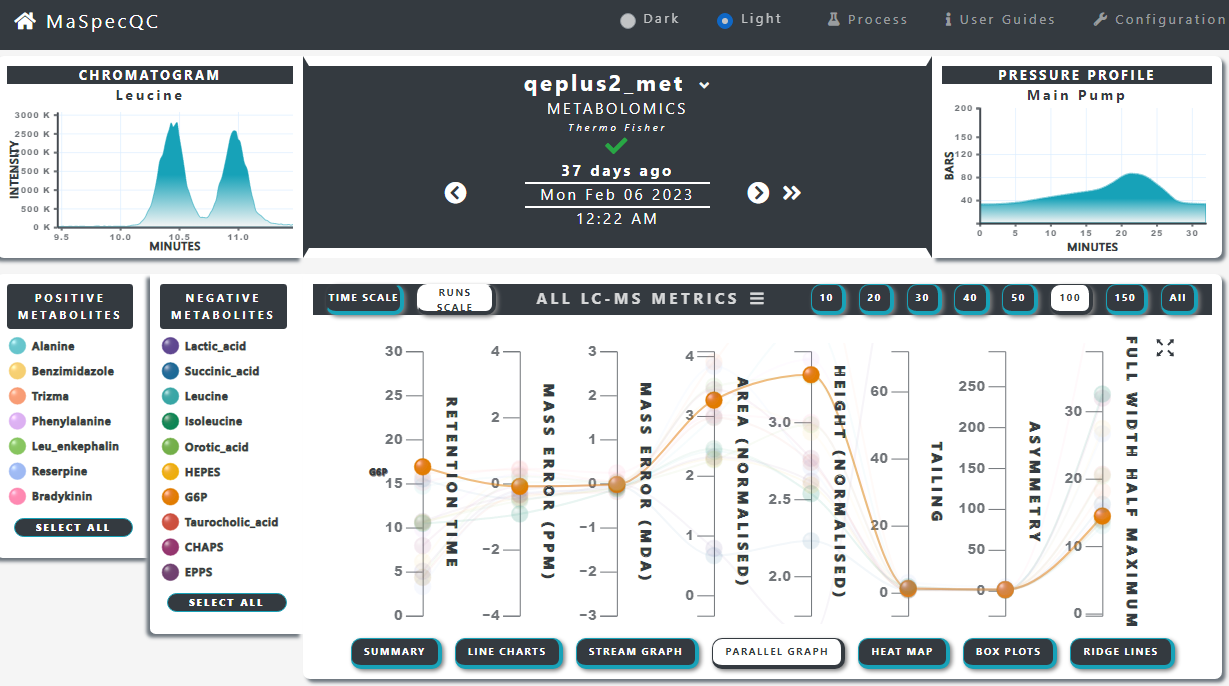 MaSpecQC
Dark
Light
Process
User Guides
Configuration
CHROMATOGRAM
Leucine
3000 K
2500 K
000 K
500 K
000 K
500 K
0 K
INTENSITY
9.5 10.0 10.5 11.0
MINUTES
qeplus2_met
METABOLOMICS
Thermo Fisher
37 days ago
Mon Feb 06 2023
12:22 AM
PRESSURE PROFILE
Main Pump
200
150
120
80
40
BARS
0 5 10 15 20 25 30
MINUTES
POSITIVE
METABOLITES
Alanine
Benzimidazole
Trizma
Phenylalanine
Leu_enkephalin
Reserpine
Bradykinin
SELECT ALL
NEGATIVE
METABOLITES
Lactic_acid
Succinic_acid
Leucine
Isoleucine
Orotic_acid
HEPES
G6P
Taurocholic_acid
CHAPS
EPPS
SELECT ALL
TIME SCALE
RUNS
SCALE
ALL LC-MS METRICS
10 20 30 40 50 100 150 All
G6P
30
20
15
10
5
0
RETENTION TIME
4
2
0
−2
−4
MASS ERROR (PPM)
3
2
1
0
−1
−2
−3
MASS ERROR (MDA)
4
3
2
1
0
AREA (NORMALISED)
3.0
2.5
2.0
HEIGHT (NORMALISED)
60
40
20
0
TAILING
250
200
150
100
50
0
ASYMMETRY
30
20
10
0
FULL WIDTH HALF MAXIMUM
SUMMARY
LINE CHARTS
STREAM GRAPH
PARALLEL GRAPH
HEAT MAP
BOX PLOTS
RIDGE LINES